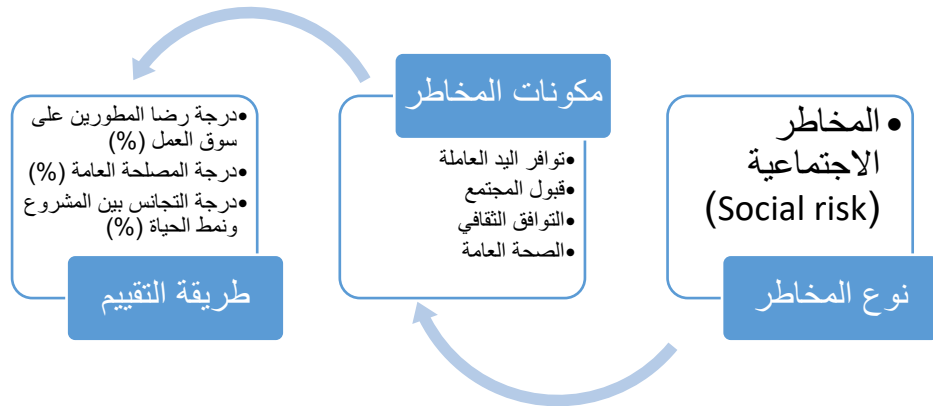 •المخاطر
الاجتماعية
(Social risk)
نوع المخاطر
مكونات المخاطر
•توافر اليد العاملة
•قبول المجتمع
•التوافق الثقافي
•الصحة العامة
•درجة رضا المطورين على
سوق العمل (%)
•درجة المصلحة العامة (%)
•درجة التجانس بين المشروع
ونمط الحياة (%)
طريقة التقييم